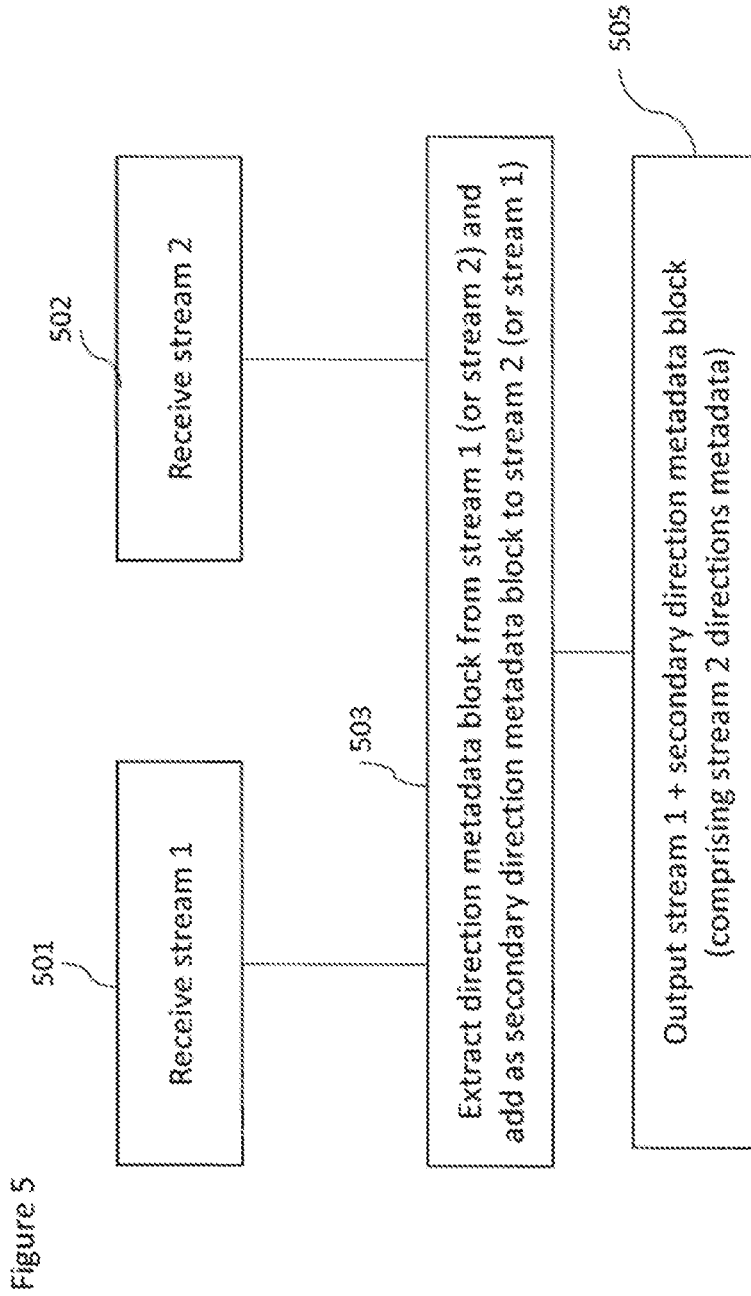 Figure 5
501
502
Receive stream 1
Receive stream 2
503
Extract direction metadata block from stream 1 (or stream 2) and
add as secondary direction metadata block to stream 2 (or stream 1)
505
Output stream 1 + secondary direction metadata block
(comprising stream 2 directions metadata)